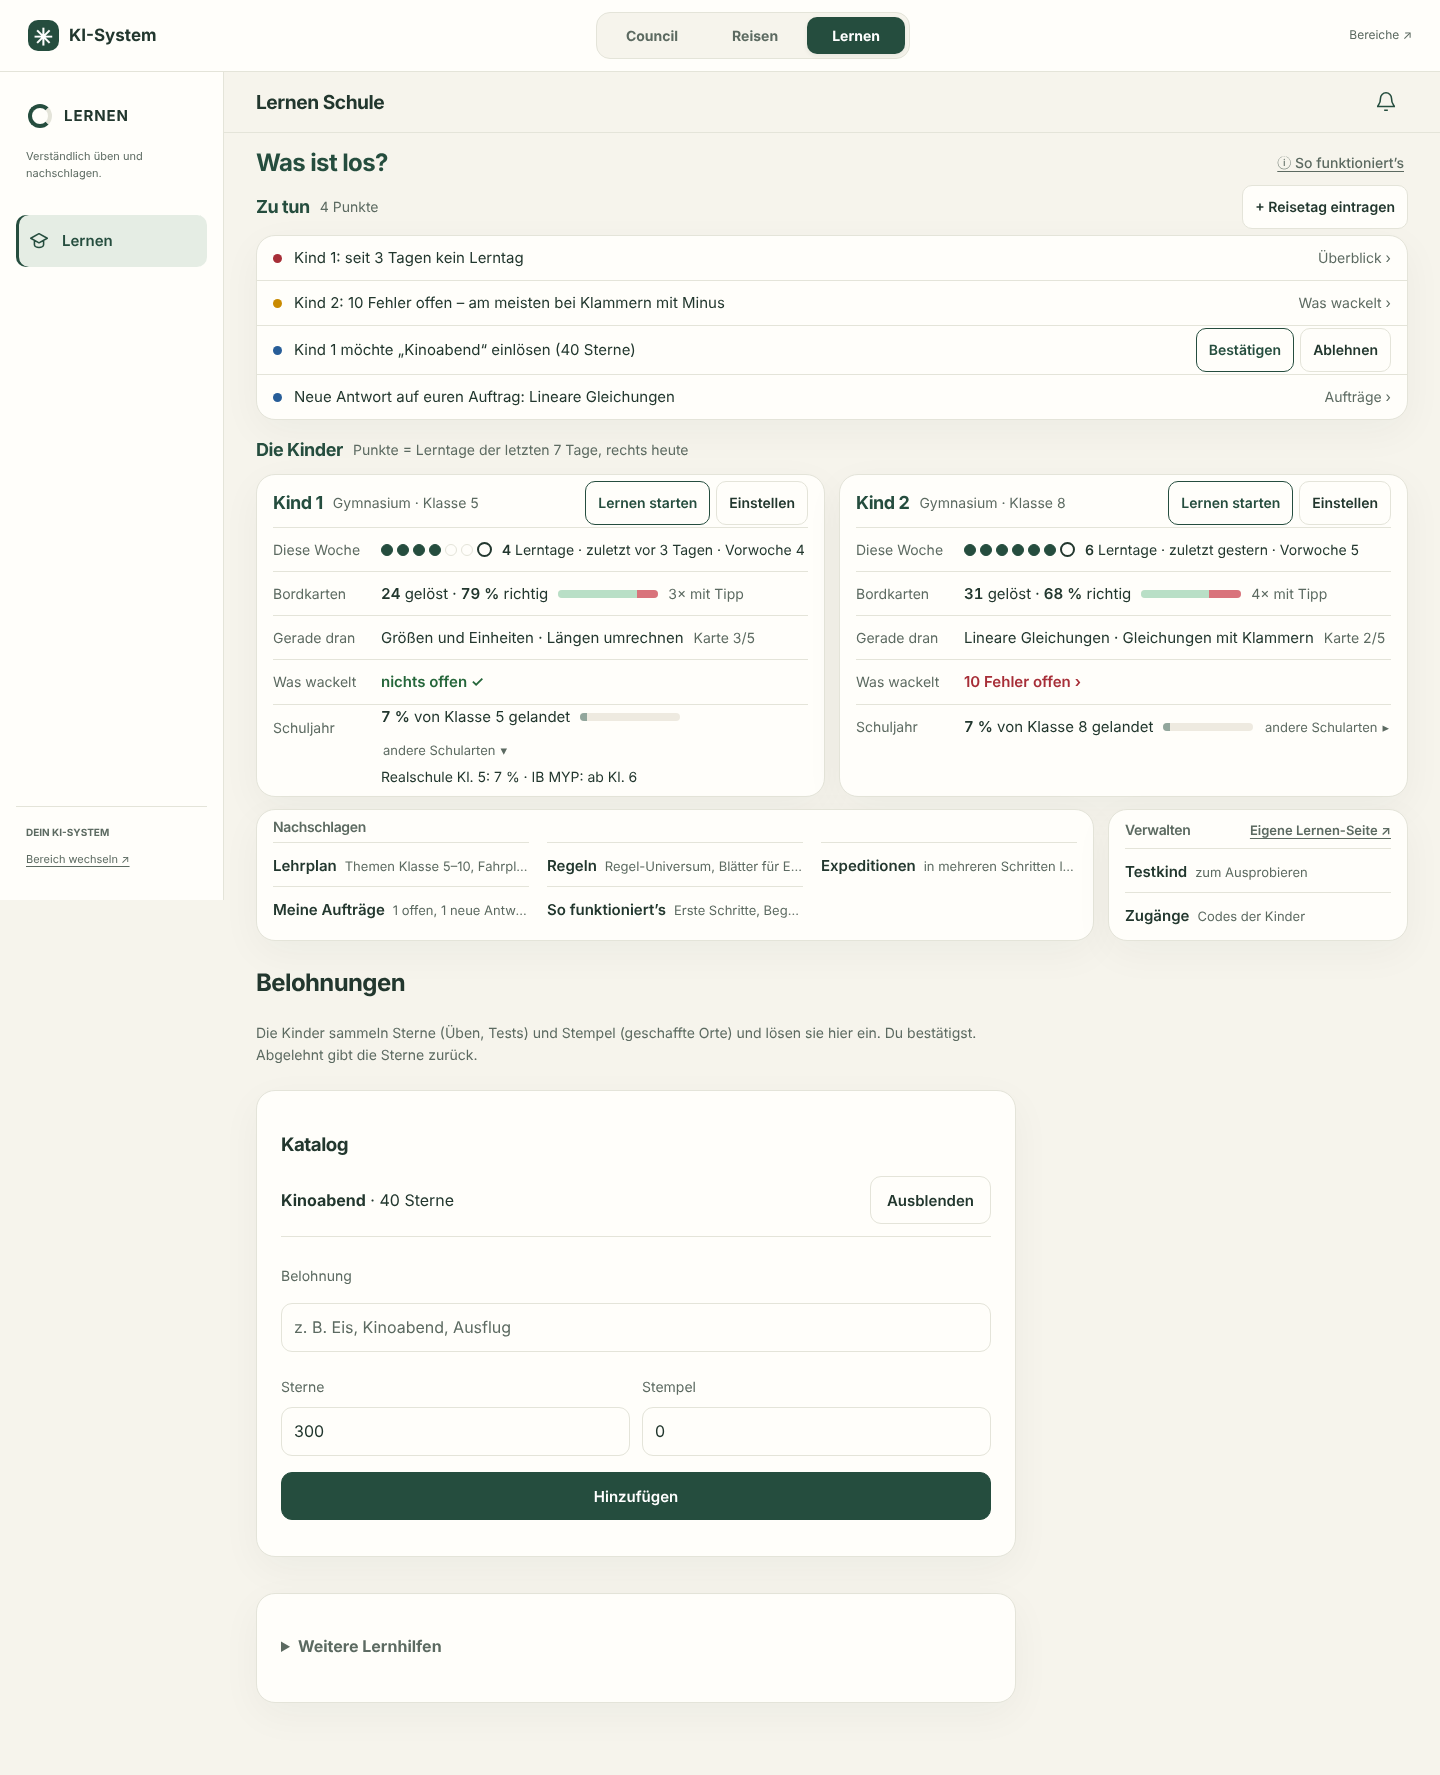 KI-System
Council
Reisen
Lernen
Bereiche ↗
LERNEN
Verständlich üben und
nachschlagen.
Lernen
DEIN KI-SYSTEM
Bereich wechseln ↗
Lernen Schule
Was ist los?
ⓘ So funktioniert’s
Zu tun 4 Punkte
+ Reisetag eintragen
Kind 1: seit 3 Tagen kein Lerntag
Überblick ›
Kind 2: 10 Fehler offen – am meisten bei Klammern mit Minus
Was wackelt ›
Kind 1 möchte „Kinoabend“ einlösen (40 Sterne)
Bestätigen
Ablehnen
Neue Antwort auf euren Auftrag: Lineare Gleichungen
Aufträge ›
Die Kinder Punkte = Lerntage der letzten 7 Tage, rechts heute
Kind 1 Gymnasium · Klasse 5
Lernen starten
Einstellen
Diese Woche 4 Lerntage · zuletzt vor 3 Tagen · Vorwoche 4
Bordkarten 24 gelöst · 79 % richtig 3× mit Tipp
Gerade dran Größen und Einheiten · Längen umrechnen Karte 3/5
Was wackelt nichts offen ✓
Schuljahr 7 % von Klasse 5 gelandet
andere Schularten ▾
Realschule Kl. 5: 7 % · IB MYP: ab Kl. 6
Kind 2 Gymnasium · Klasse 8
Lernen starten
Einstellen
Diese Woche 6 Lerntage · zuletzt gestern · Vorwoche 5
Bordkarten 31 gelöst · 68 % richtig 4× mit Tipp
Gerade dran Lineare Gleichungen · Gleichungen mit Klammern Karte 2/5
Was wackelt 10 Fehler offen ›
Schuljahr 7 % von Klasse 8 gelandet andere Schularten ▸
Nachschlagen
Lehrplan Themen Klasse 5–10, Fahrpl…
Regeln Regel-Universum, Blätter für E…
Expeditionen in mehreren Schritten l…
Meine Aufträge 1 offen, 1 neue Antw…
So funktioniert’s Erste Schritte, Beg…
Verwalten
Eigene Lernen-Seite ↗
Testkind zum Ausprobieren
Zugänge Codes der Kinder
Belohnungen
Die Kinder sammeln Sterne (Üben, Tests) und Stempel (geschaffte Orte) und lösen sie hier ein. Du bestätigst.
Abgelehnt gibt die Sterne zurück.
Katalog
Kinoabend · 40 Sterne
Ausblenden
Belohnung
z. B. Eis, Kinoabend, Ausflug
Sterne
Stempel
300
0
Hinzufügen
▶ Weitere Lernhilfen